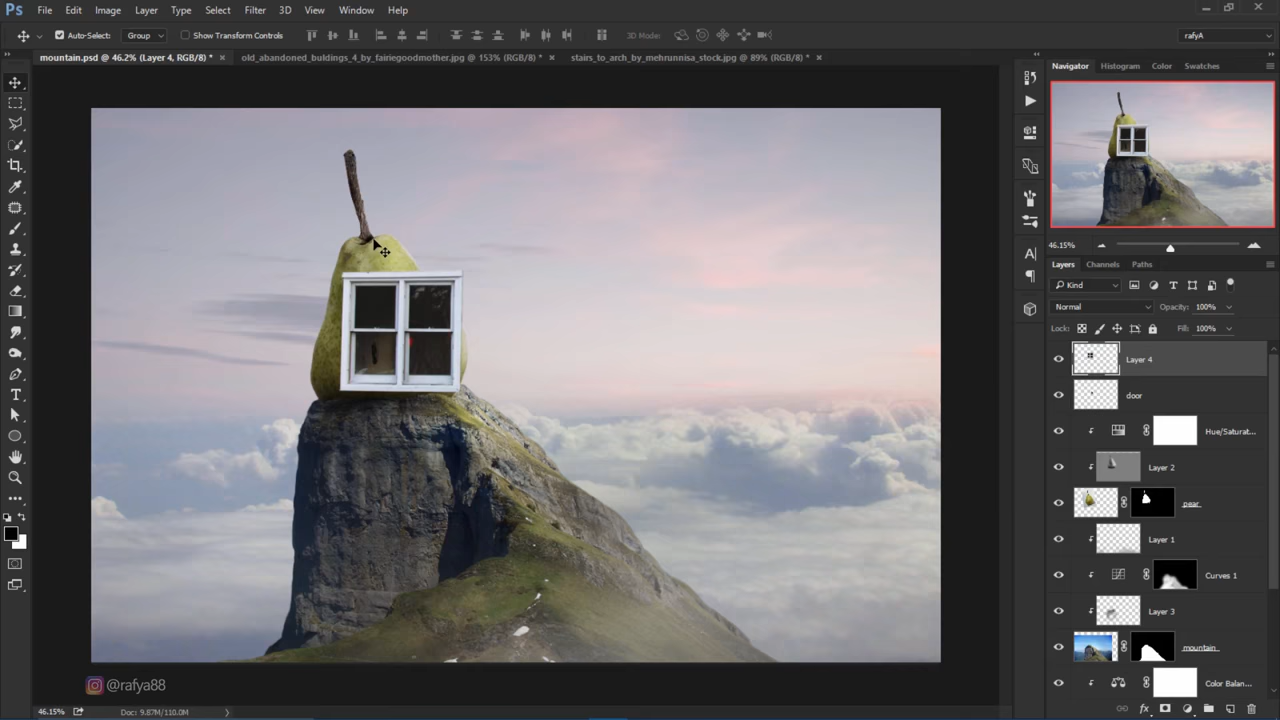 Ps File Edit Image Layer Type Select Filter 3D View Window Help
Auto-Select: Group Show Transform Controls 3D Mode: rafyA
mountain.psd @ 46.2% (Layer 4, RGB/8) * × old_abandoned_buldings_4_by_fairiegoodmother.jpg @ 153% (RGB/8) * × stairs_to_arch_by_mehrunnisa_stock.jpg @ 89% (RGB/8) * ×
Navigator Histogram Color Swatches
46.15%
Layers Channels Paths
Kind
Normal Opacity: 100%
Lock: Fill: 100%
Layer 4
door
Hue/Saturat...
Layer 2
pear
Layer 1
Curves 1
Layer 3
mountain
Color Balan...
@rafya88
46.15% Doc: 9.87M/110.0M